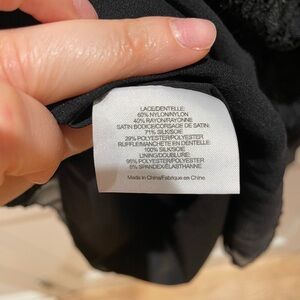 LACE/DENTELLE:
60% NYLON/NYLON
40% RAYON/RAYONNE
SATIN BODICE/CORSAGE DE SATIN:
71% SILK/SOIE
29% POLYESTER/POLYESTER
RUFFLE/MANCHETE EN DENTELLE:
100% SILK/SOIE
LINING/DOUBLURE:
95% POLYESTER/POLYESTER
5% SPANDEX/ELASTHANNE
Made in China/Fabrique en Chine